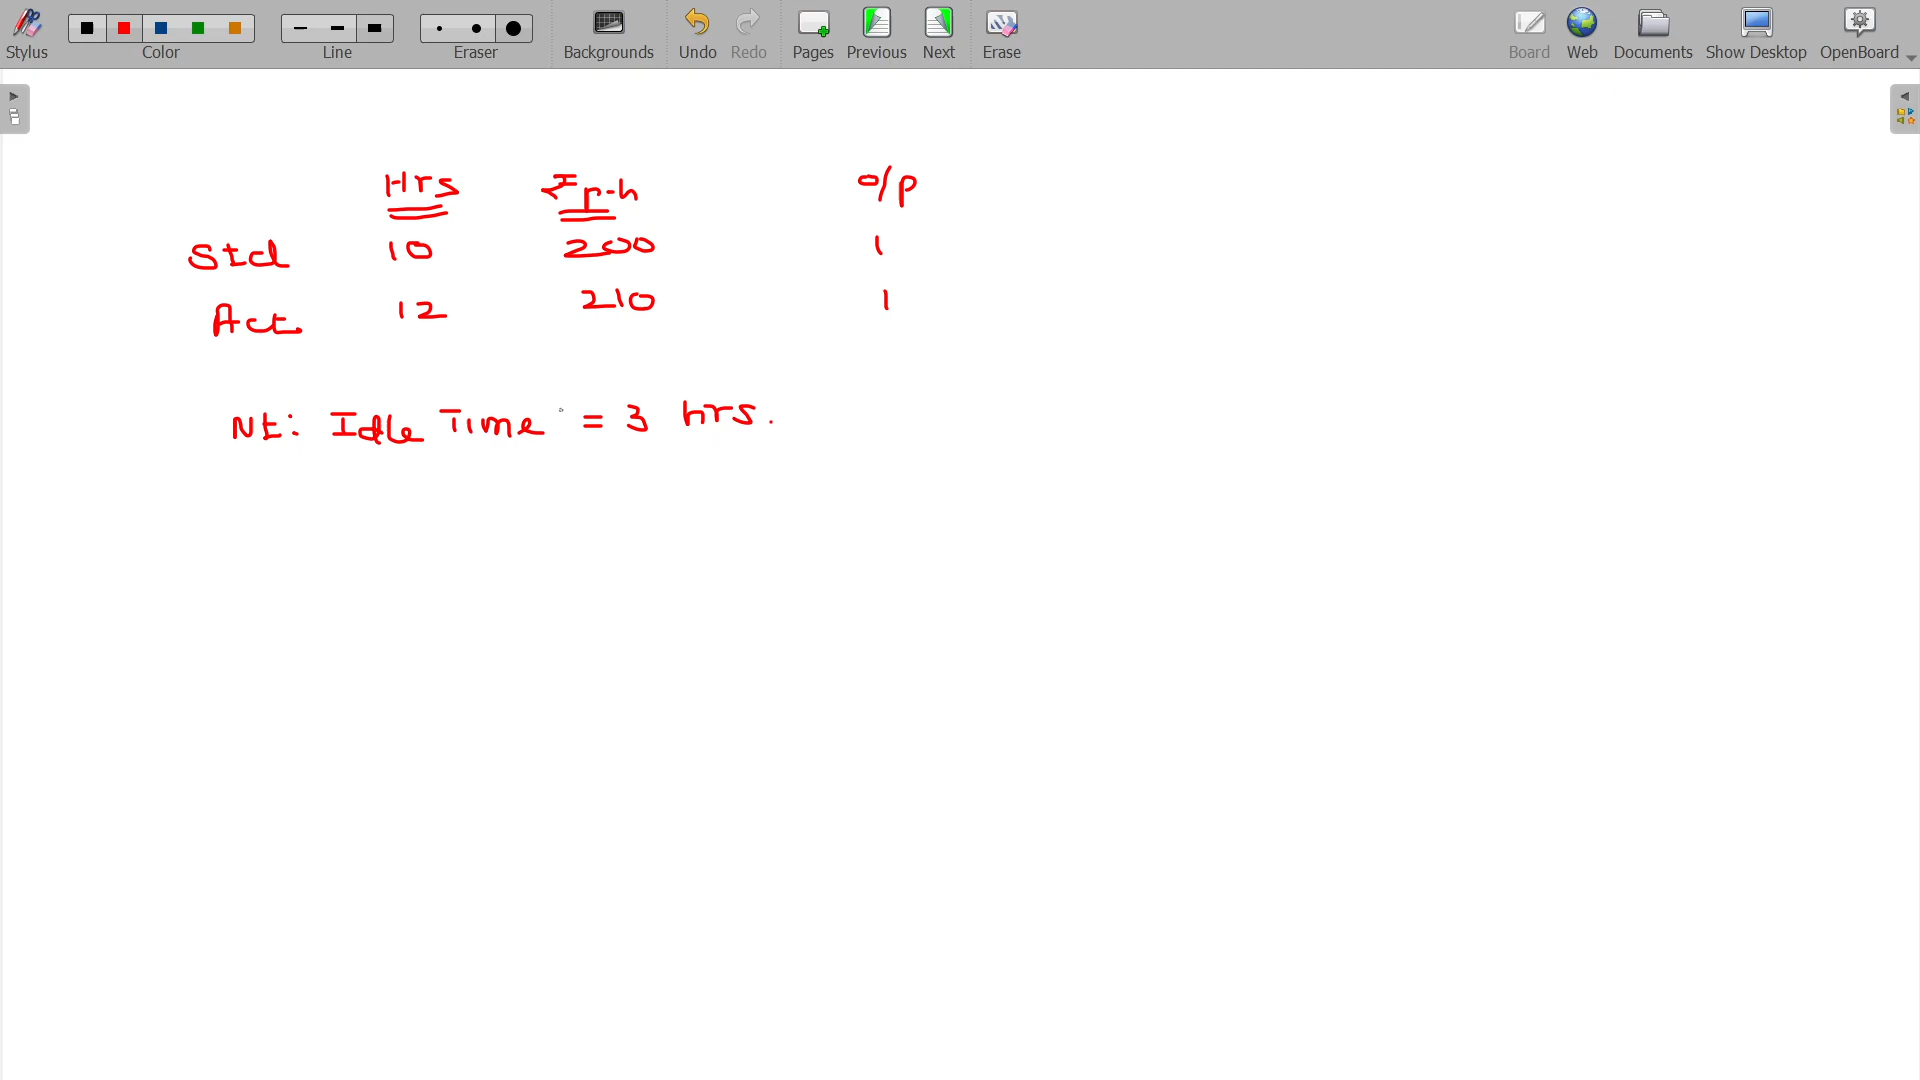 Stylus Color Line Eraser Backgrounds Undo Redo Pages Previous Next Erase Board Web Documents Show Desktop OpenBoard
Hrs ₹ p.h o/p
Std 10 200 1
Act. 12 210 1
Nt: Idle Time = 3 hrs.